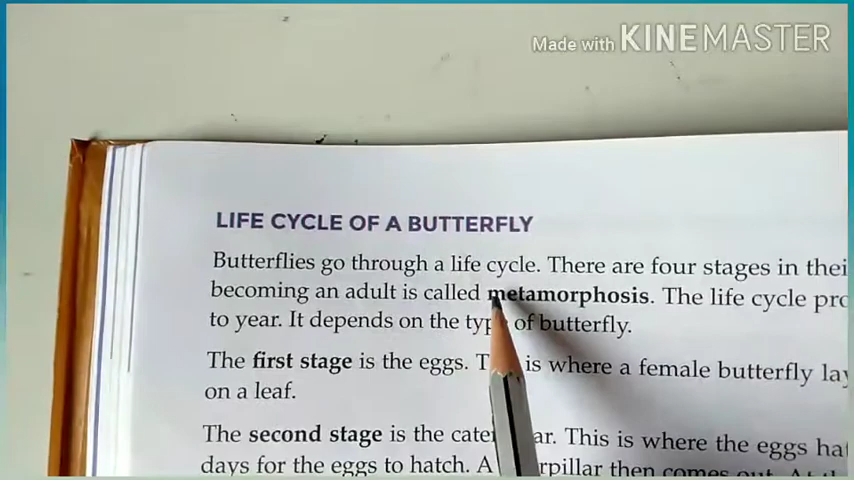 Made with KINEMASTER
LIFE CYCLE OF A BUTTERFLY
Butterflies go through a life cycle. There are four stages in thei
becoming an adult is called metamorphosis. The life cycle pro
to year. It depends on the type of butterfly.
The first stage is the eggs. is where a female butterfly lay
on a leaf.
The second stage is the cater ar. This is where the eggs hat
days for the eggs to hatch. A rpillar then comes out.